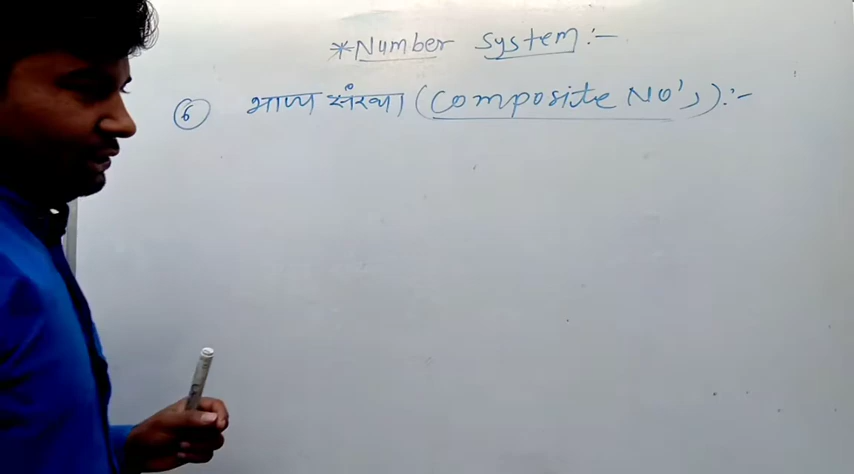 *Number System:-
⑥ भाज्य संख्या (Composite No's):-